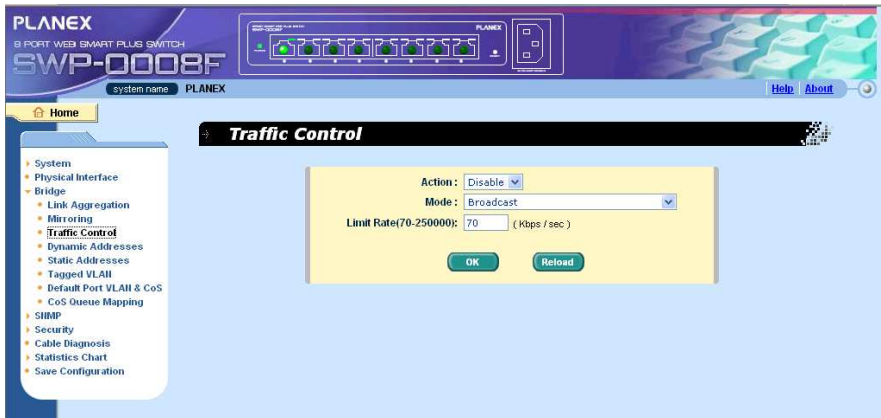 PLANEX
8 PORT WEB SMART PLUS SWITCH
SWP-0008F
PLANEX
system name PLANEX
Help About
Home
Traffic Control
System
Physical Interface
Bridge
Link Aggregation
Mirroring
Traffic Control
Dynamic Addresses
Static Addresses
Tagged VLAN
Default Port VLAN & CoS
CoS Queue Mapping
SNMP
Security
Cable Diagnosis
Statistics Chart
Save Configuration
Action : Disable
Mode : Broadcast
Limit Rate(70-250000): 70 ( Kbps / sec )
OK Reload